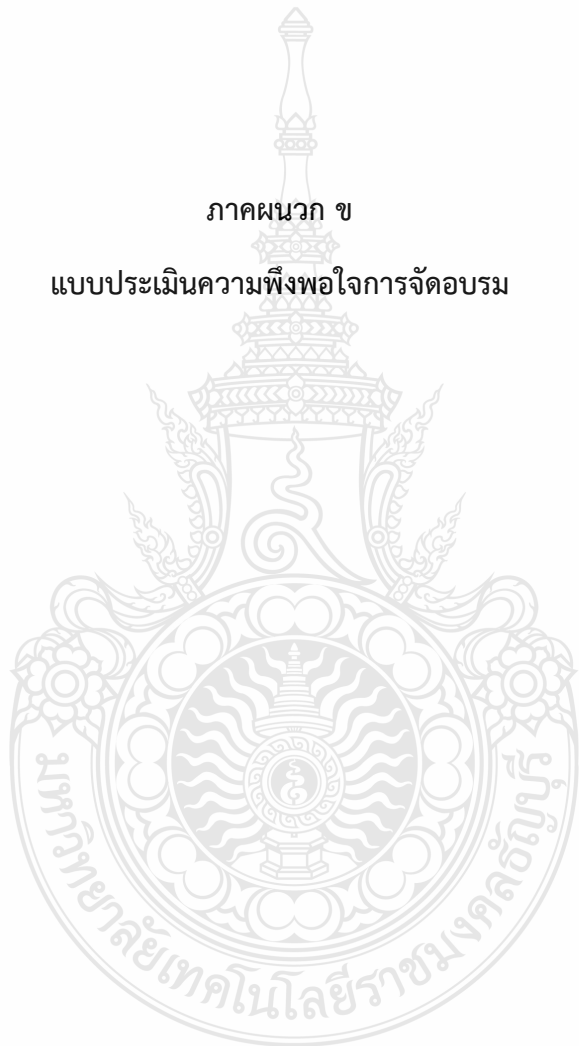 ภาคผนวก ข
แบบประเมินความพึงพอใจการจัดอบรม
มหาวิทยาลัยเทคโนโลยีราชมงคลธัญบุรี